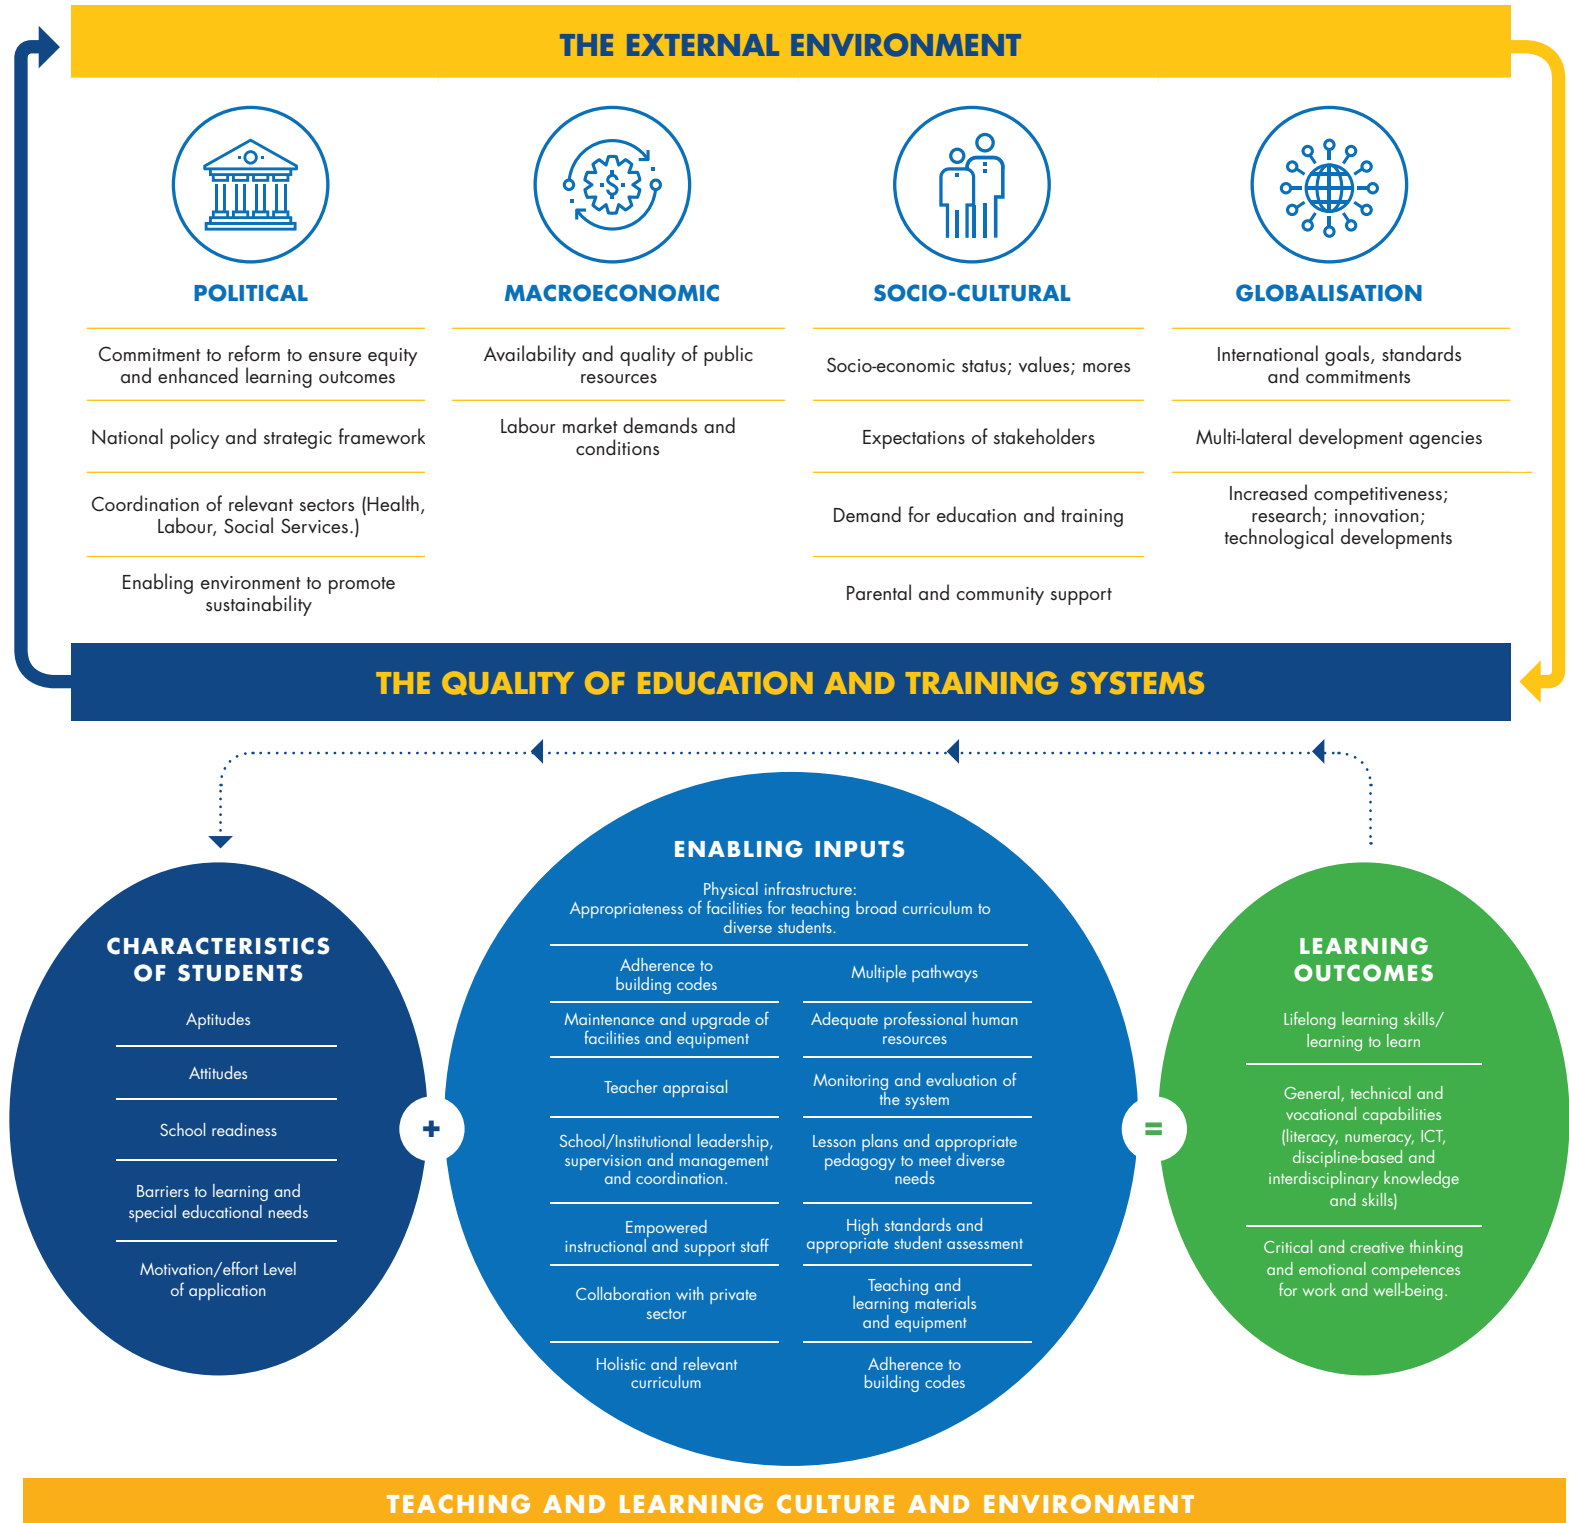 THE EXTERNAL ENVIRONMENT
POLITICAL
Commitment to reform to ensure equity
and enhanced learning outcomes
National policy and strategic framework
Coordination of relevant sectors (Health,
Labour, Social Services.)
Enabling environment to promote
sustainability
MACROECONOMIC
Availability and quality of public
resources
Labour market demands and
conditions
SOCIO-CULTURAL
Socio-economic status; values; mores
Expectations of stakeholders
Demand for education and training
Parental and community support
GLOBALISATION
International goals, standards
and commitments
Multi-lateral development agencies
Increased competitiveness;
research; innovation;
technological developments
THE QUALITY OF EDUCATION AND TRAINING SYSTEMS
CHARACTERISTICS
OF STUDENTS
Aptitudes
Attitudes
School readiness
Barriers to learning and
special educational needs
Motivation/effort Level
of application
+
ENABLING INPUTS
Physical infrastructure:
Appropriateness of facilities for teaching broad curriculum to
diverse students.
Adherence to
building codes
Maintenance and upgrade of
facilities and equipment
Teacher appraisal
School/Institutional leadership,
supervision and management
and coordination.
Empowered
instructional and support staff
Collaboration with private
sector
Holistic and relevant
curriculum
Multiple pathways
Adequate professional human
resources
Monitoring and evaluation of
the system
Lesson plans and appropriate
pedagogy to meet diverse
needs
High standards and
appropriate student assessment
Teaching and
learning materials
and equipment
Adherence to
building codes
=
LEARNING
OUTCOMES
Lifelong learning skills/
learning to learn
General, technical and
vocational capabilities
(literacy, numeracy, ICT,
discipline-based and
interdisciplinary knowledge
and skills)
Critical and creative thinking
and emotional competences
for work and well-being.
TEACHING AND LEARNING CULTURE AND ENVIRONMENT